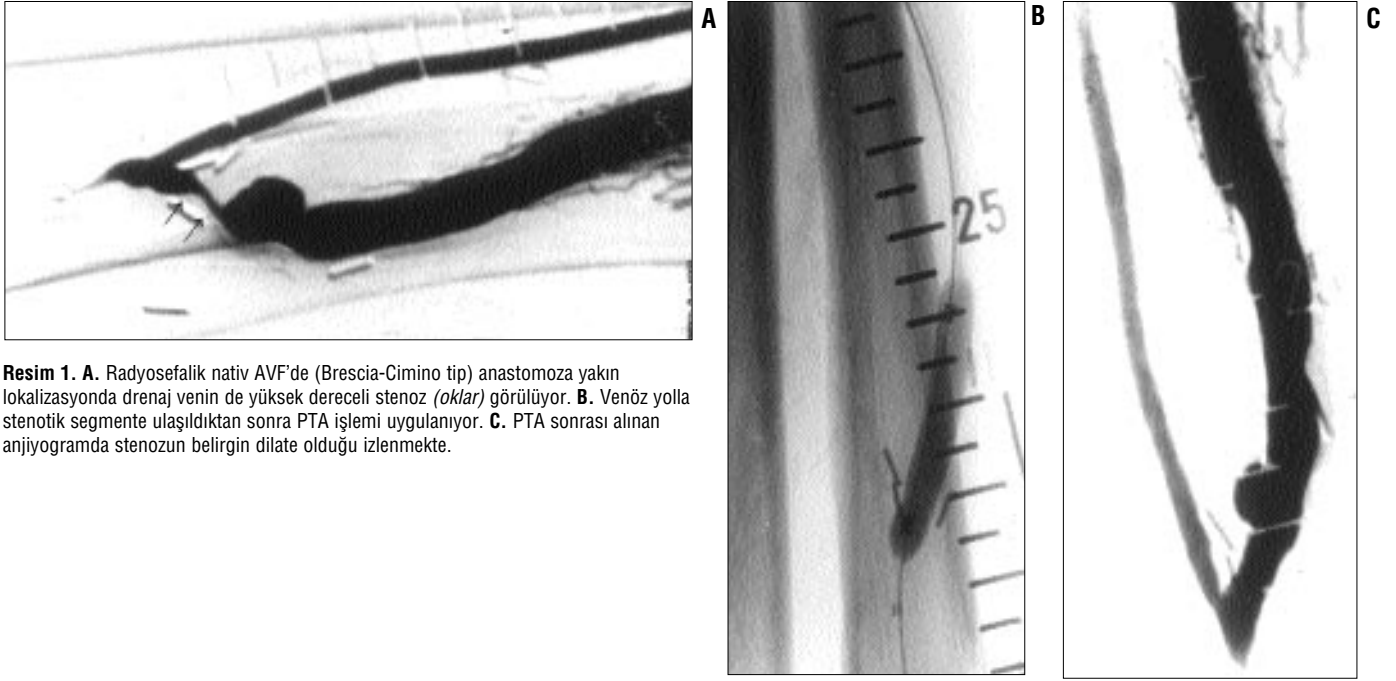 A
B
C
25
Resim 1. A. Radyosefalik nativ AVF'de (Brescia-Cimino tip) anastomoza yakın
lokalizasyonda drenaj venin de yüksek dereceli stenoz (oklar) görülüyor. B. Venöz yolla
stenotik segmente ulaşıldıktan sonra PTA işlemi uygulanıyor. C. PTA sonrası alınan
anjiyogramda stenozun belirgin dilate olduğu izlenmekte.